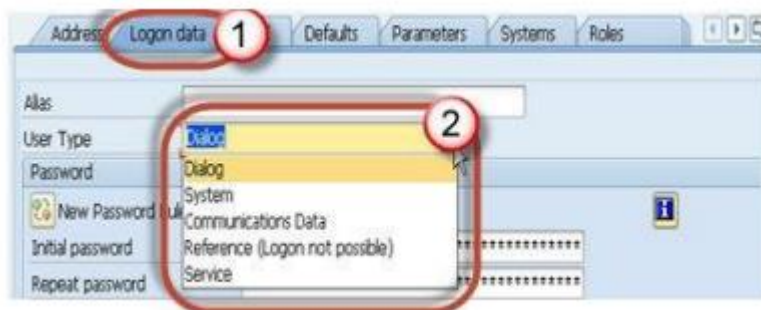 Address Logon data 1 Defaults Parameters Systems Roles
Alias
User Type Dialog 2
Password Dialog
System
New Password Rul
Communications Data
Initial password Reference (Logon not possible) ***************
Repeat password Service ***************